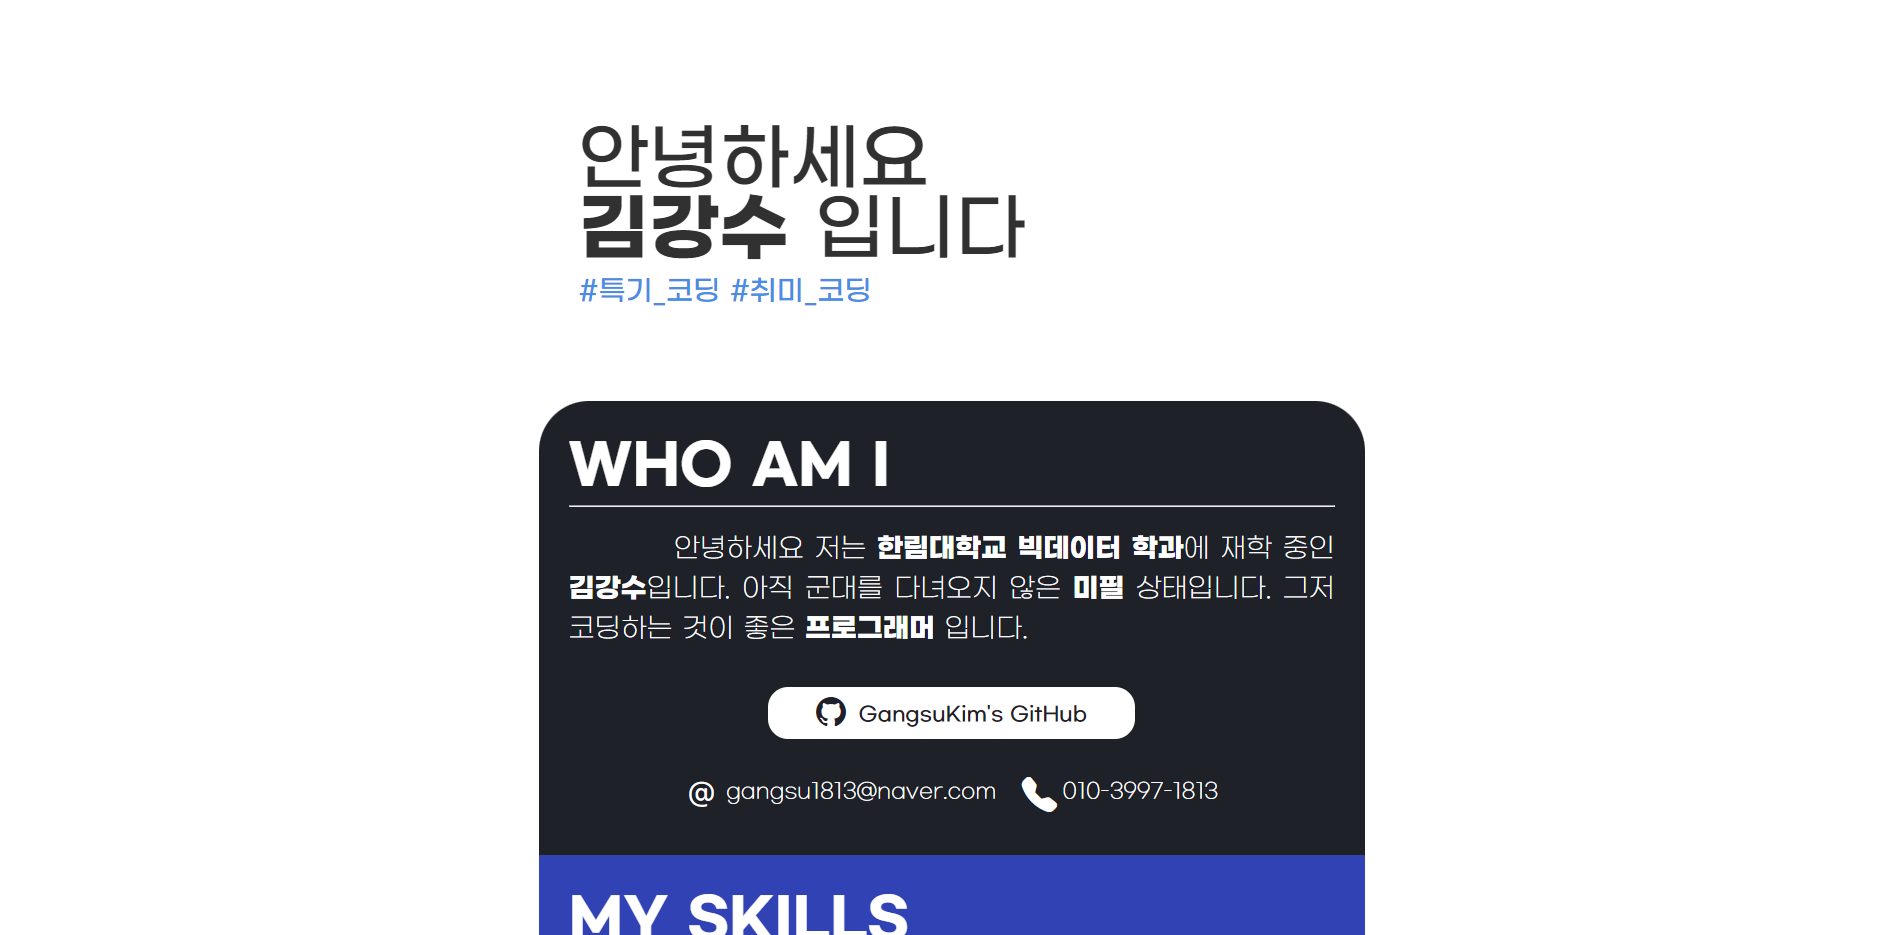 안녕하세요
김강수 입니다
#특기_코딩 #취미_코딩
WHO AM I
안녕하세요 저는 한림대학교 빅데이터 학과에 재학 중인
김강수입니다. 아직 군대를 다녀오지 않은 미필 상태입니다. 그저
코딩하는 것이 좋은 프로그래머 입니다.
GangsuKim's GitHub
@ gangsu1813@naver.com 010-3997-1813
MY SKILLS